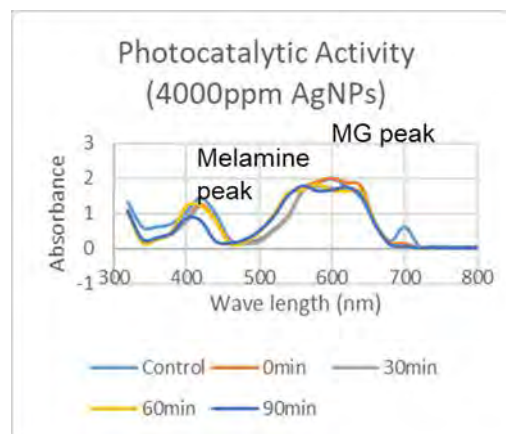 Photocatalytic Activity
(4000ppm AgNPs)
MG peak
Melamine
peak
3
2
1
0
-1
Absorbance
300 400 500 600 700 800
Wave length (nm)
Control 0min 30min
60min 90min